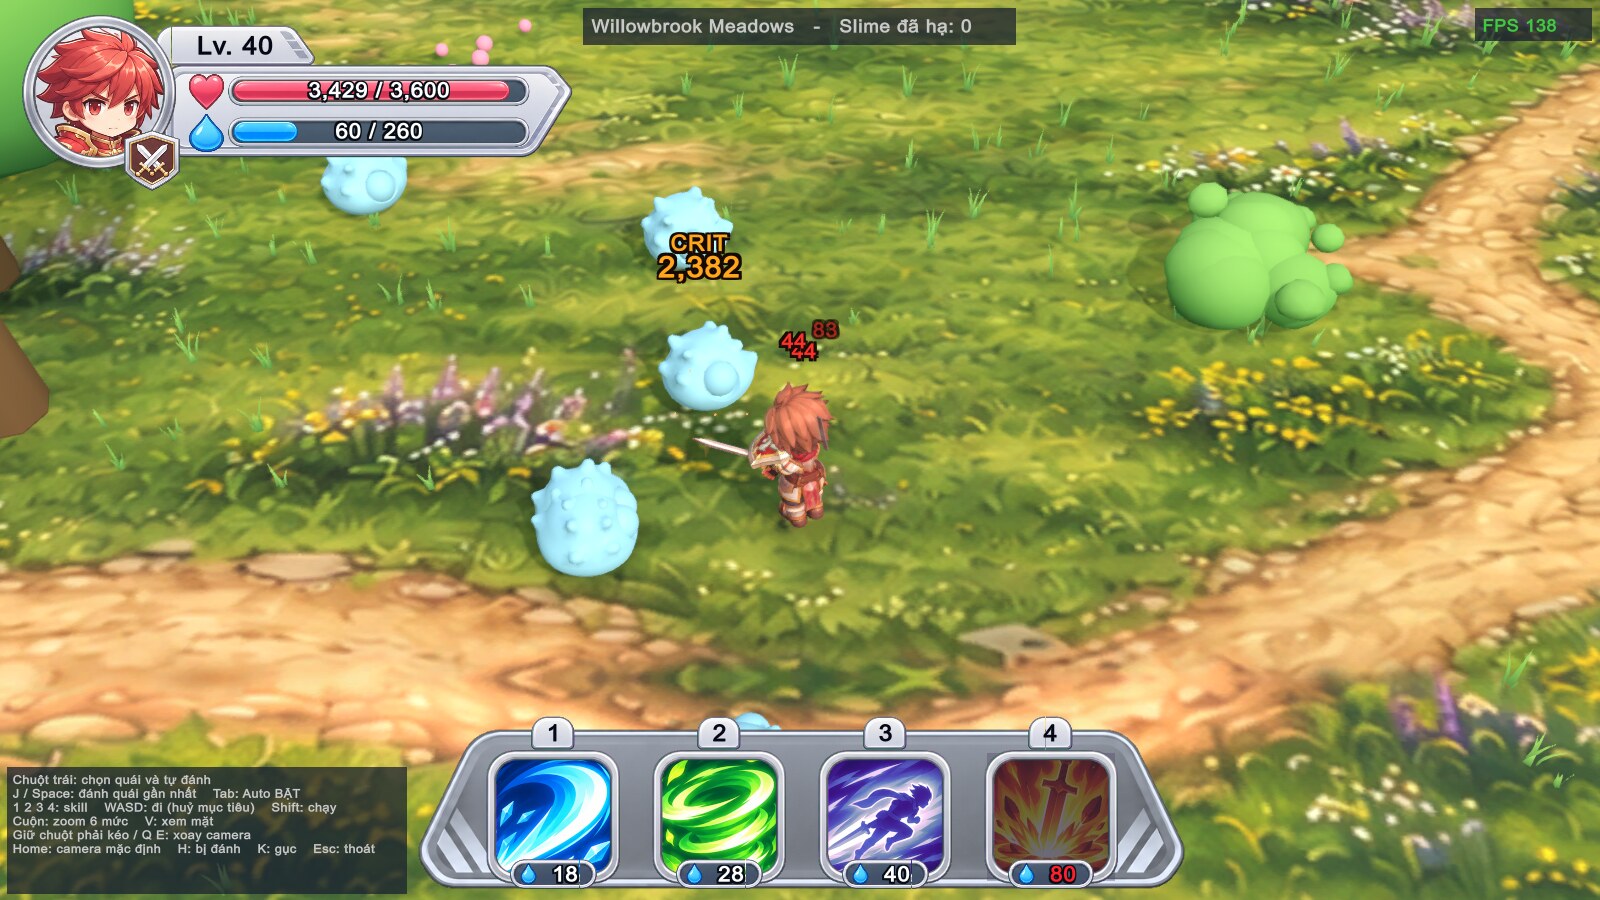 Lv. 40
3,429 / 3,600
60 / 260
Willowbrook Meadows - Slime đã hạ: 0
FPS 138
CRIT
2,382
83
44
44
1
2
3
4
18
28
40
80
Chuột trái: chọn quái và tự đánh
J / Space: đánh quái gần nhất Tab: Auto BẬT
1 2 3 4: skill WASD: đi (huỷ mục tiêu) Shift: chạy
Cuộn: zoom 6 mức V: xem mặt
Giữ chuột phải kéo / Q E: xoay camera
Home: camera mặc định H: bị đánh K: gục Esc: thoát